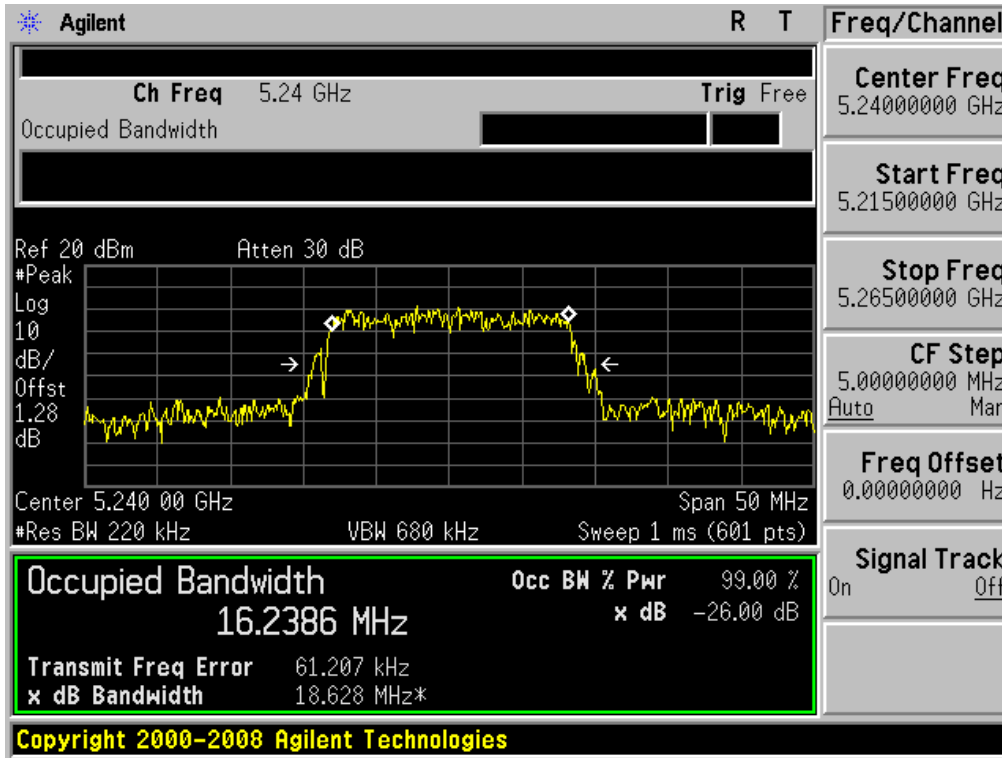 Agilent
R T
Freq/Channel
Ch Freq 5.24 GHz
Trig Free
Occupied Bandwidth
Center Freq
5.24000000 GHz
Start Freq
5.21500000 GHz
Stop Freq
5.26500000 GHz
CF Step
5.00000000 MHz
Auto Man
Freq Offset
0.00000000 Hz
Signal Track
On Off
Ref 20 dBm
Atten 30 dB
#Peak
Log
10
dB/
Offst
1.28
dB
Center 5.240 00 GHz
Span 50 MHz
#Res BW 220 kHz
VBW 680 kHz
Sweep 1 ms (601 pts)
Occupied Bandwidth
16.2386 MHz
Occ BW % Pwr 99.00 %
x dB -26.00 dB
Transmit Freq Error 61.207 kHz
x dB Bandwidth 18.628 MHz*
Copyright 2000-2008 Agilent Technologies